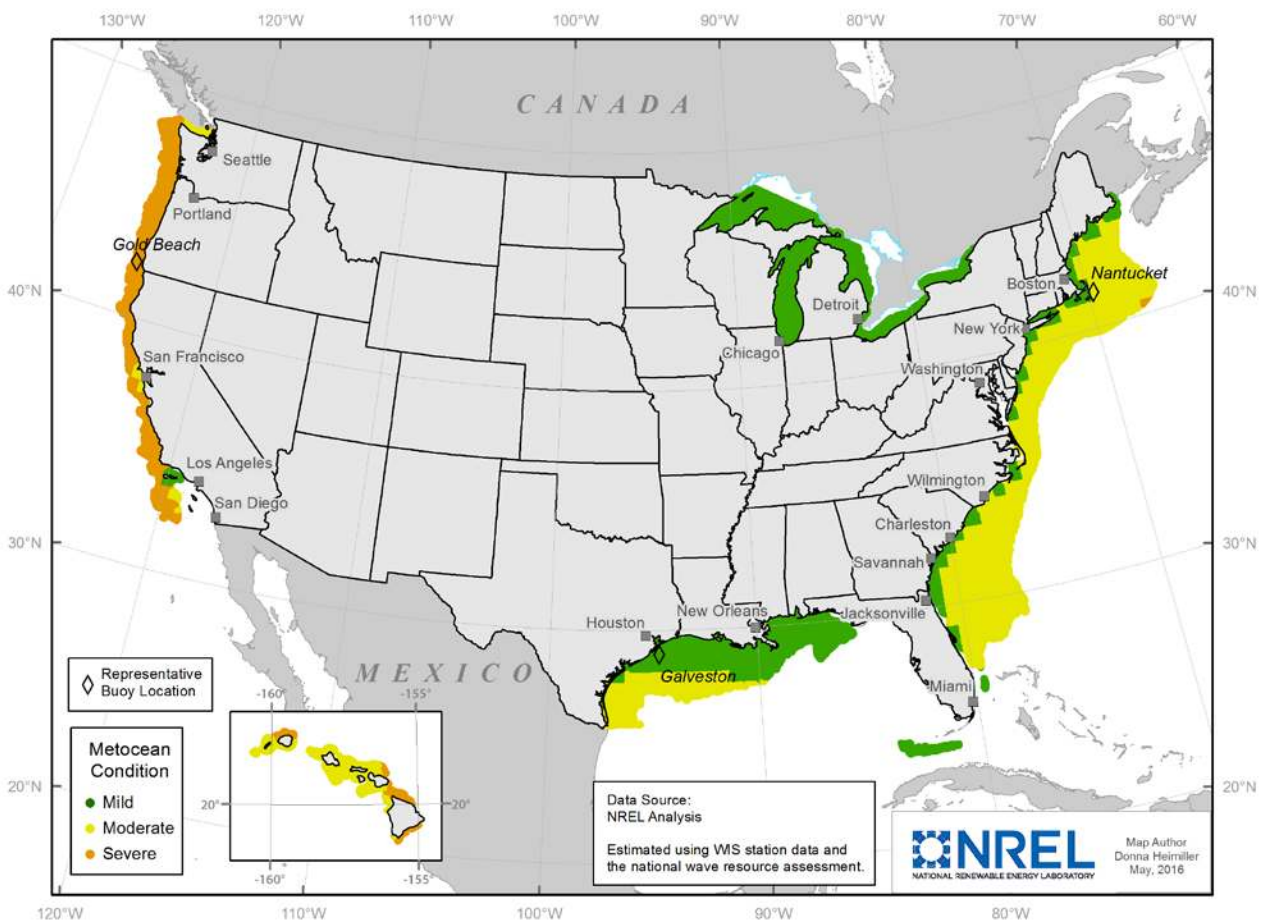 130°W 120°W 110°W 100°W 90°W 80°W 70°W 60°W
CANADA
Seattle
Portland
Gold Beach
Nantucket
Boston
Detroit
40°N
40°N
New York
Chicago
San Francisco
Washington
Los Angeles
Wilmington
San Diego
Charleston
30°N
30°N
Savannah
New Orleans
Jacksonville
Houston
MEXICO
Galveston
Miami
Representative
Buoy Location
-160°
-155°
Metocean
Condition
Mild
Moderate
Severe
20°N
20°N
20°
20°
-160°
-155°
Data Source:
NREL Analysis
Estimated using WIS station data and
the national wave resource assessment.
NREL
NATIONAL RENEWABLE ENERGY LABORATORY
Map Author
Donna Heimiller
May, 2016
120°W 110°W 100°W 90°W 80°W